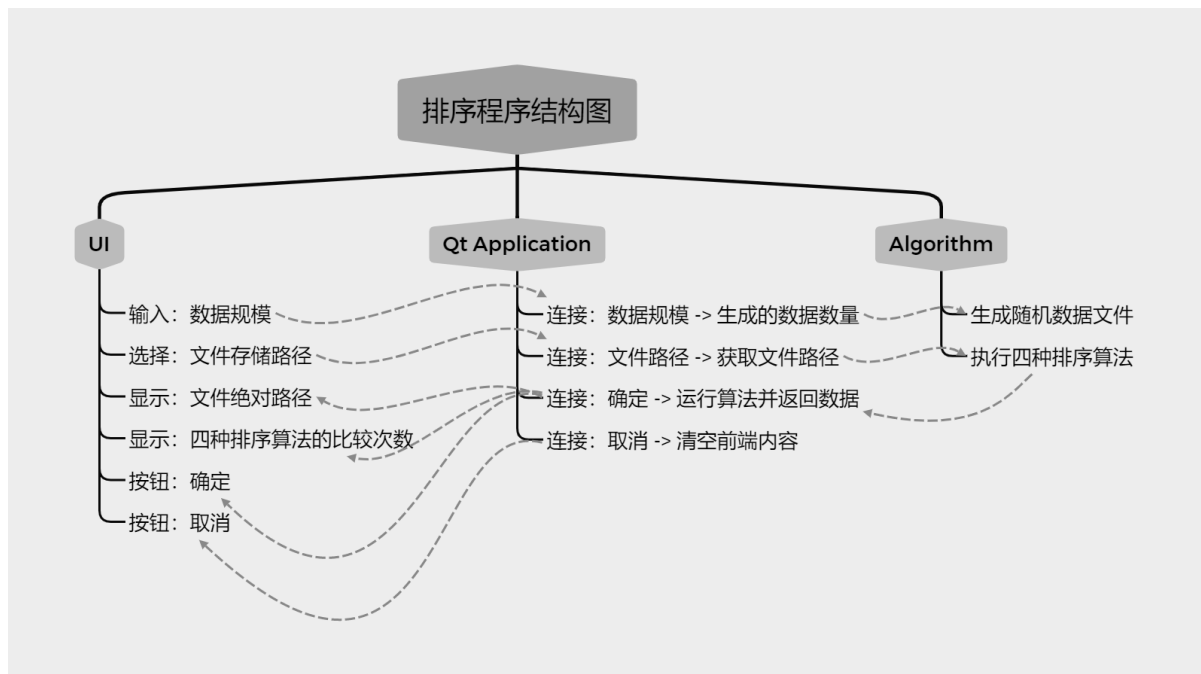 排序程序结构图
UI
输入：数据规模
选择：文件存储路径
显示：文件绝对路径
显示：四种排序算法的比较次数
按钮：确定
按钮：取消
Qt Application
连接：数据规模 -> 生成的数据数量
连接：文件路径 -> 获取文件路径
连接：确定 -> 运行算法并返回数据
连接：取消 -> 清空前端内容
Algorithm
生成随机数据文件
执行四种排序算法